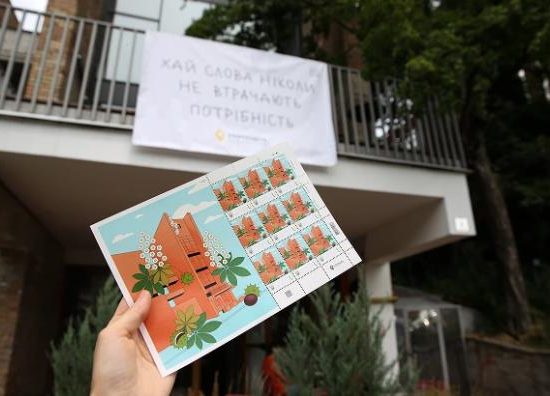 ХАЙ СЛОВА НІКОЛИ
НЕ ВТРАЧАЮТЬ
ПОТРІБНІСТЬ